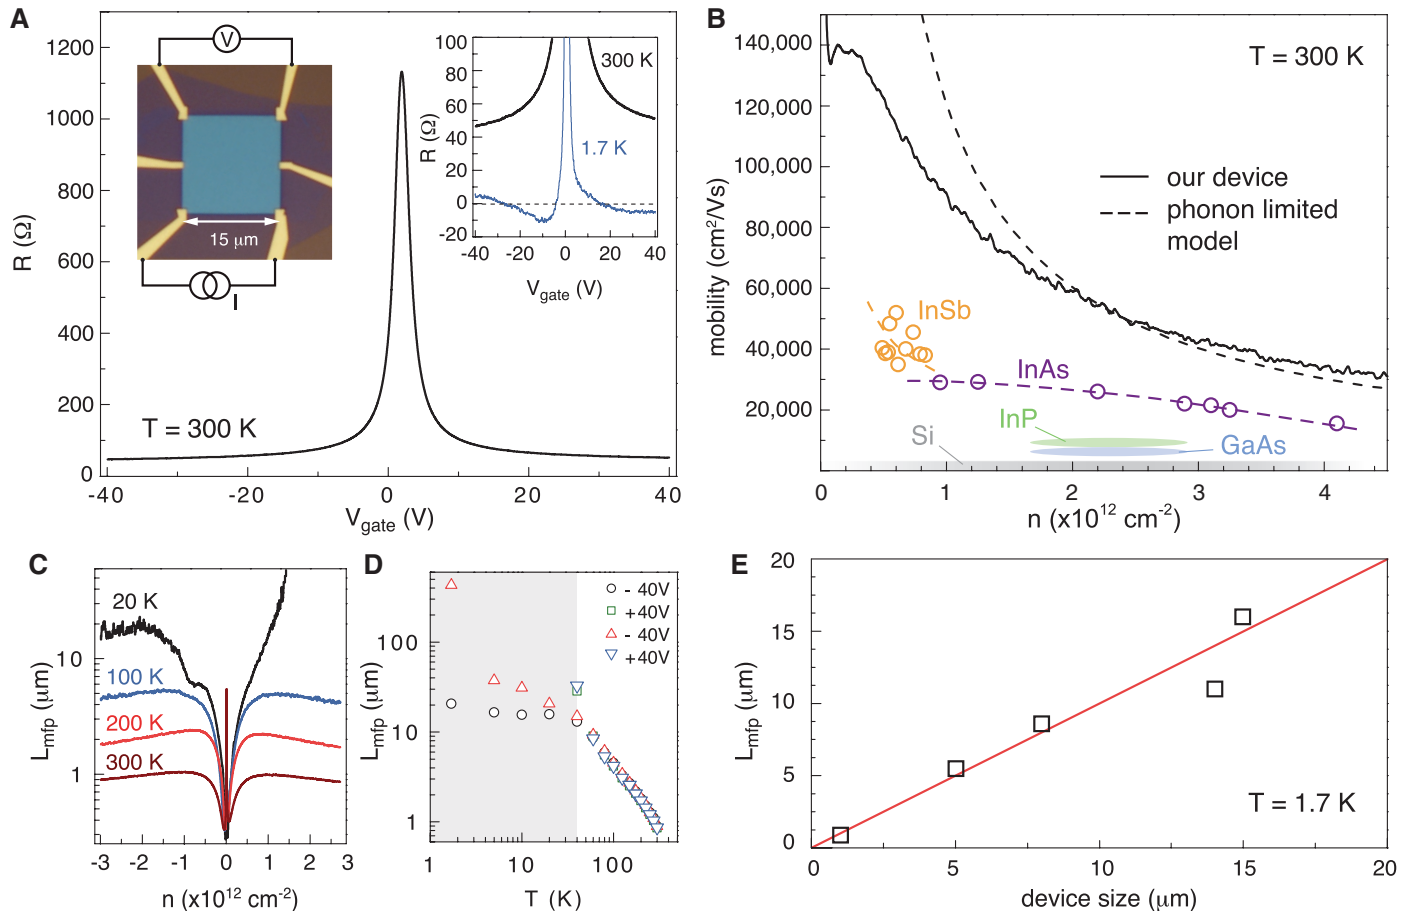 A
1200
1000
800
600
400
200
0
R (Ω)
-40
-20
0
20
40
V_gate (V)
T = 300 K
V
15 μm
I
100
80
60
40
20
0
-20
R (Ω)
300 K
1.7 K
-40
-20
0
20
40
V_gate (V)
B
140,000
120,000
100,000
80,000
60,000
40,000
20,000
mobility (cm²/Vs)
T = 300 K
our device
phonon limited
model
InSb
InAs
InP
GaAs
Si
0
1
2
3
4
n (x10¹² cm⁻²)
C
10
1
L_mfp (μm)
20 K
100 K
200 K
300 K
-3
-2
-1
0
1
2
3
n (x10¹² cm⁻²)
D
100
10
1
L_mfp (μm)
- 40V
+40V
- 40V
+40V
1
10
100
T (K)
E
20
15
10
5
0
L_mfp (μm)
T = 1.7 K
0
5
10
15
20
device size (μm)